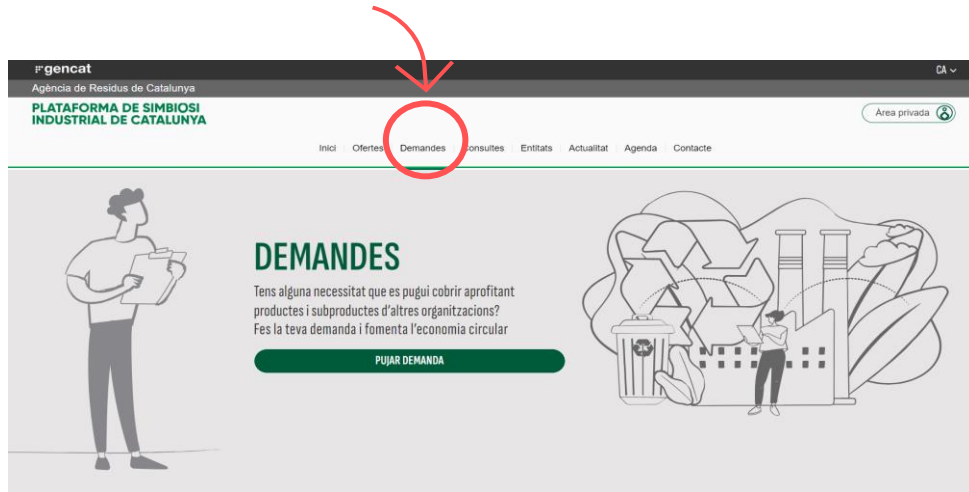 gencat
CA
Agència de Residus de Catalunya
PLATAFORMA DE SIMBIOSI
INDUSTRIAL DE CATALUNYA
Àrea privada
Inici Ofertes Demandes Consultes Entitats Actualitat Agenda Contacte
DEMANDES
Tens alguna necessitat que es pugui cobrir aprofitant
productes i subproductes d'altres organitzacions?
Fes la teva demanda i fomenta l'economia circular
PUJAR DEMANDA